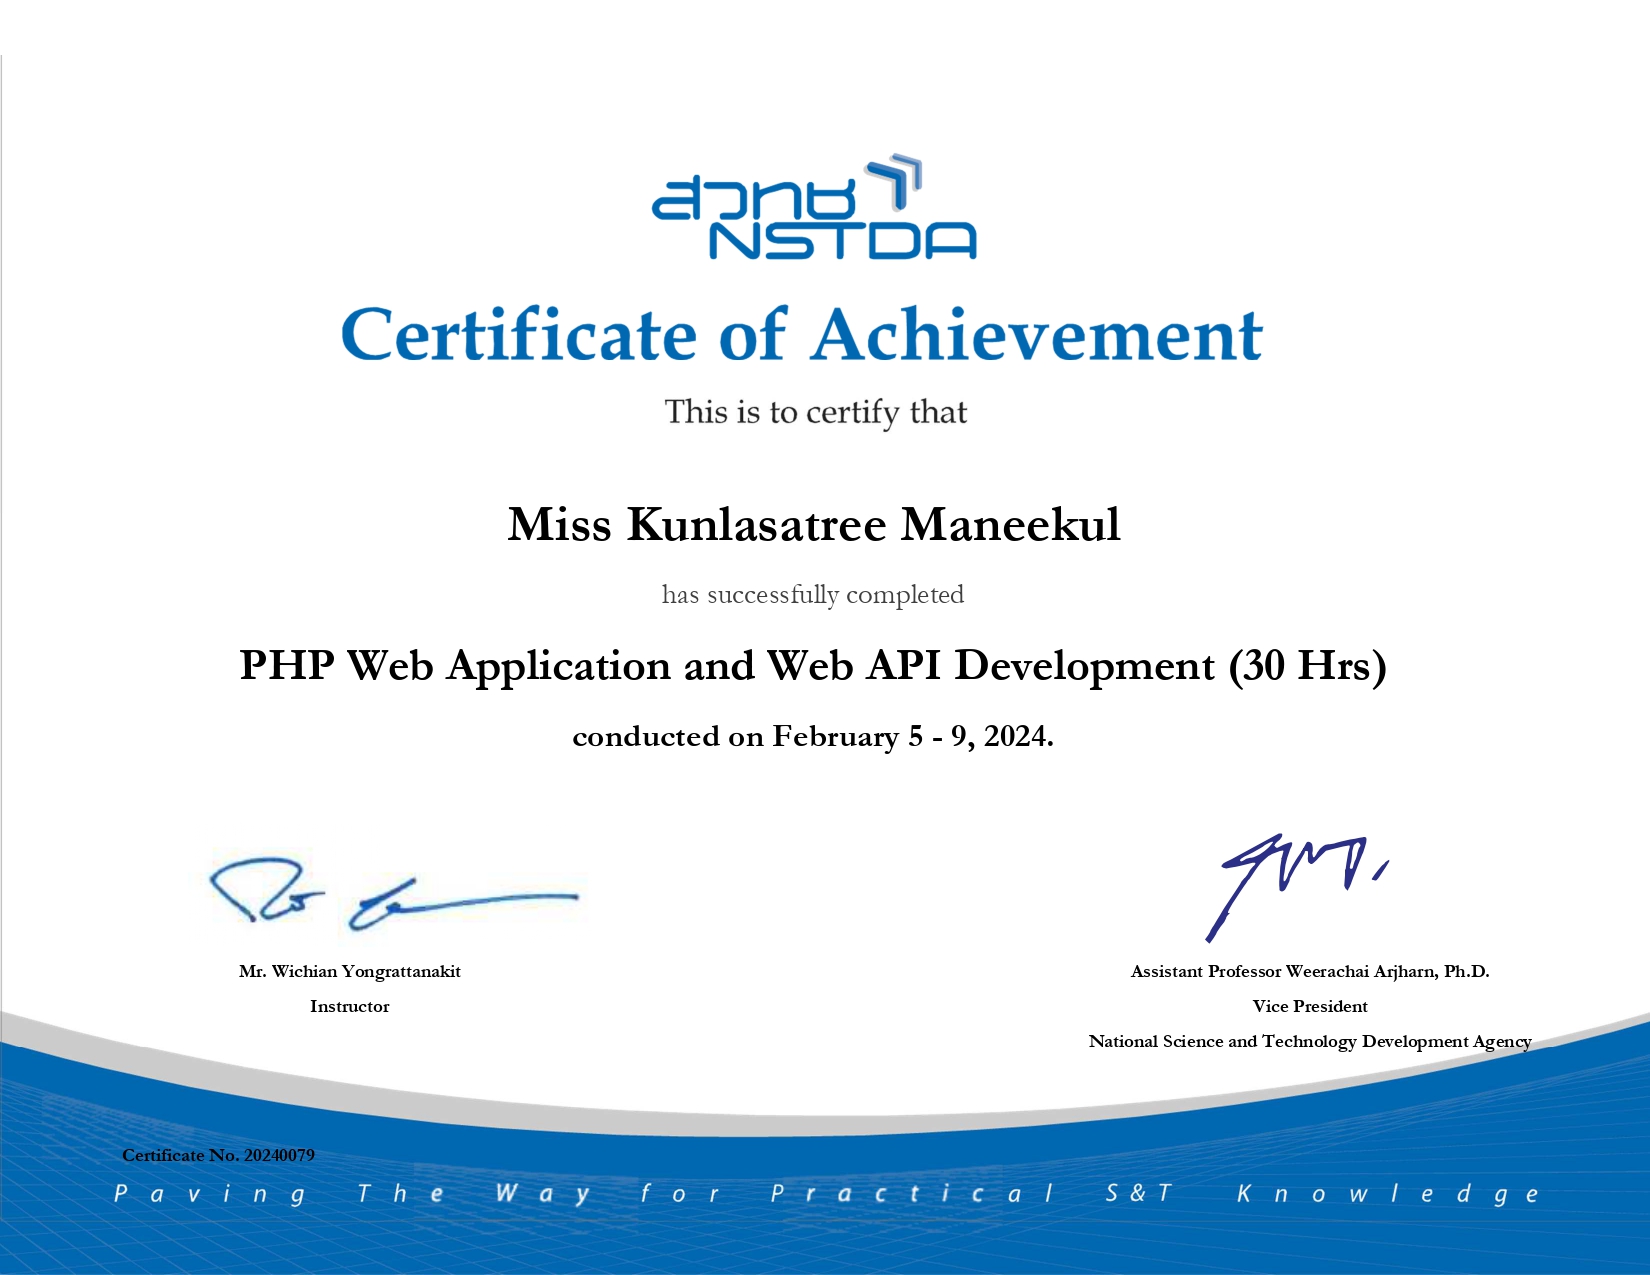 สวทช
NSTDA
Certificate of Achievement
This is to certify that
Miss Kunlasatree Maneekul
has successfully completed
PHP Web Application and Web API Development (30 Hrs)
conducted on February 5 - 9, 2024.
Mr. Wichian Yongrattanakit
Instructor
Assistant Professor Weerachai Arjharn, Ph.D.
Vice President
National Science and Technology Development Agency
Certificate No. 20240079
Paving The Way for Practical S&T Knowledge